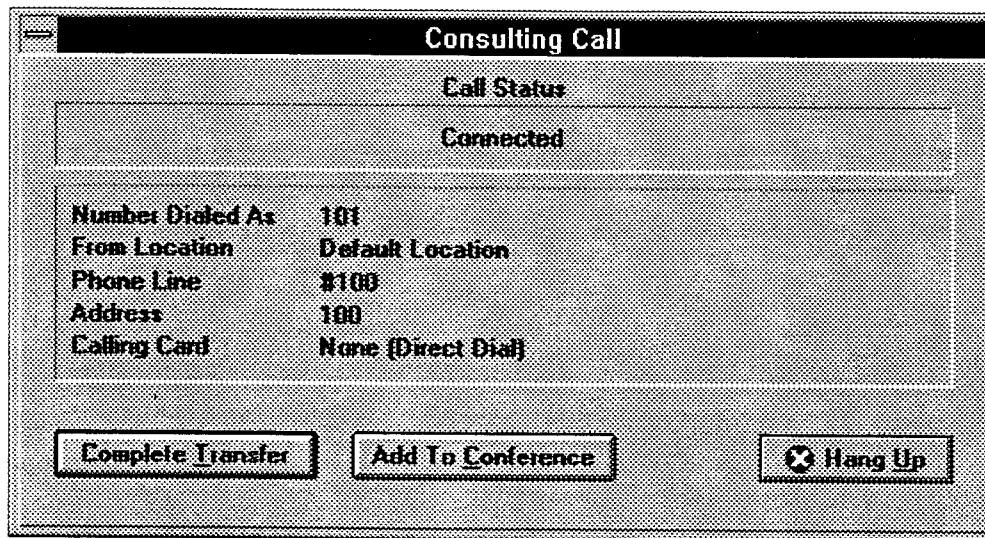 Consulting Call
Call Status
Connected
Number Dialed As 101
From Location Default Location
Phone Line #100
Address 100
Calling Card None (Direct Dial)
Complete Transfer Add To Conference Hang Up